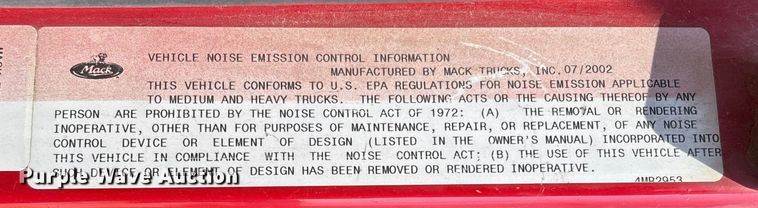 Mack
VEHICLE NOISE EMISSION CONTROL INFORMATION
MANUFACTURED BY MACK TRUCKS, INC. 07/2002
THIS VEHICLE CONFORMS TO U.S. EPA REGULATIONS FOR NOISE EMISSION APPLICABLE
TO MEDIUM AND HEAVY TRUCKS. THE FOLLOWING ACTS OR THE CAUSING THEREOF BY ANY
PERSON ARE PROHIBITED BY THE NOISE CONTROL ACT OF 1972: (A) THE REMOVAL OR RENDERING
INOPERATIVE, OTHER THAN FOR PURPOSES OF MAINTENANCE, REPAIR, OR REPLACEMENT, OF ANY NOISE
CONTROL DEVICE OR ELEMENT OF DESIGN (LISTED IN THE OWNER'S MANUAL) INCORPORATED INTO
THIS VEHICLE IN COMPLIANCE WITH THE NOISE CONTROL ACT; (B) THE USE OF THIS VEHICLE AFTER
SUCH DEVICE OR ELEMENT OF DESIGN HAS BEEN REMOVED OR RENDERED INOPERATIVE.
4MR2953
Purple Wave Auction